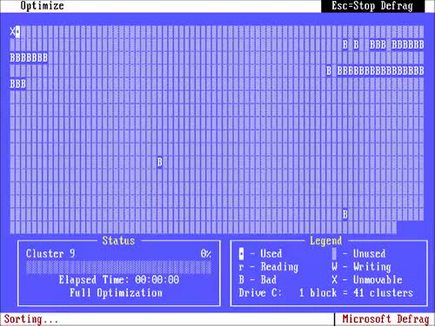 Optimize Esc=Stop Defrag
X
B B BBB BBBBBB
BBBBBBB
B BBBBBBBBBBBBBBBB
BBB
B
B
Status
Cluster 9 0%
Elapsed Time: 00:00:00
Full Optimization
Legend
- Used - Unused
r - Reading W - Writing
B - Bad X - Unmovable
Drive C: 1 block = 41 clusters
Sorting... Microsoft Defrag